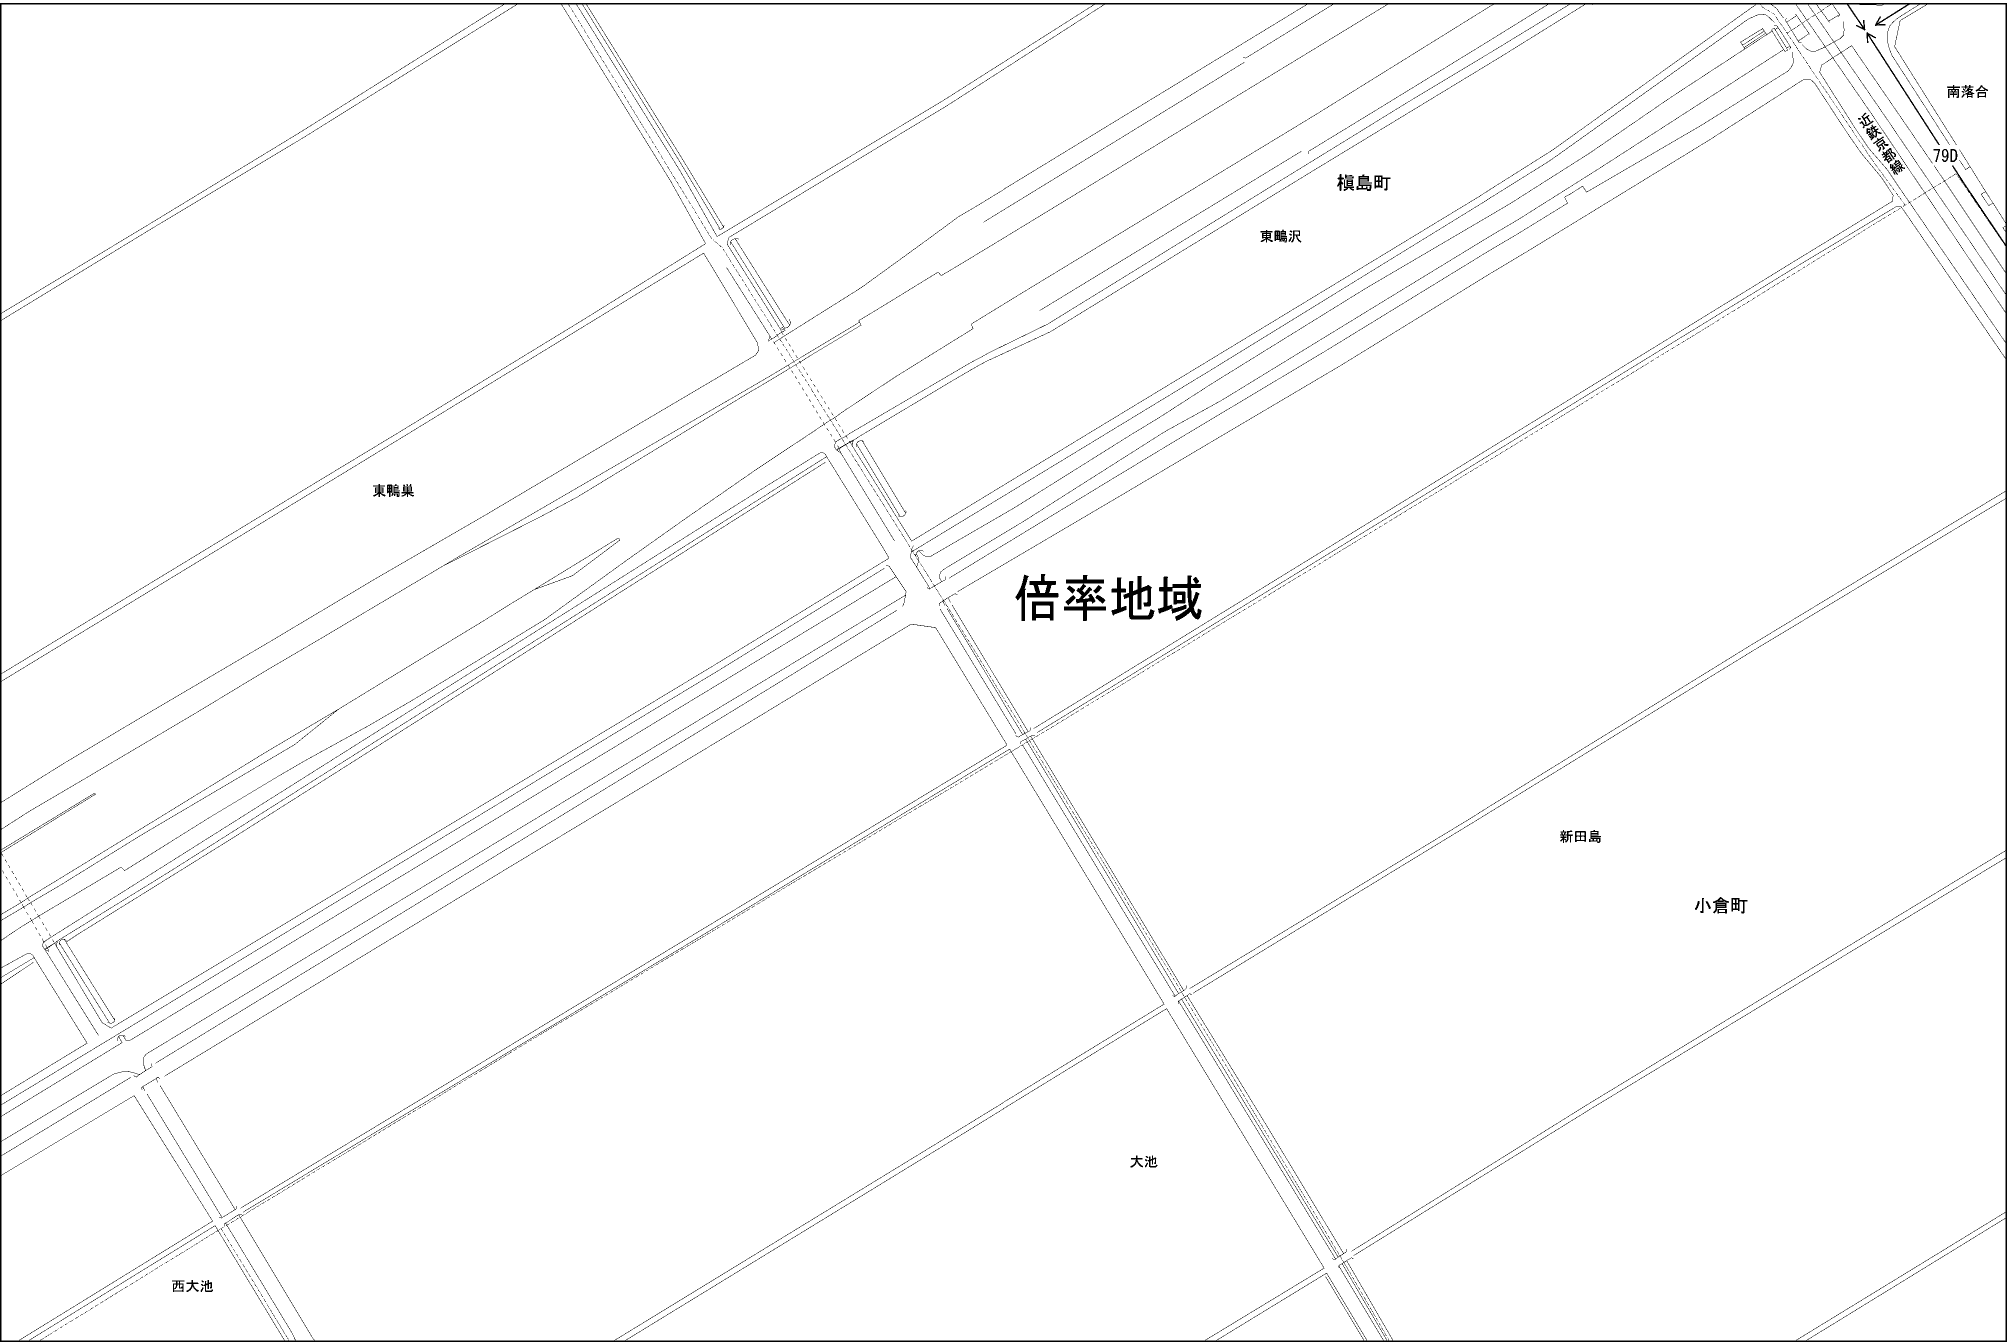 南落合
近鉄京都線
79D
槇島町
東鴫沢
東鴨巣
倍率地域
新田島
小倉町
大池
西大池